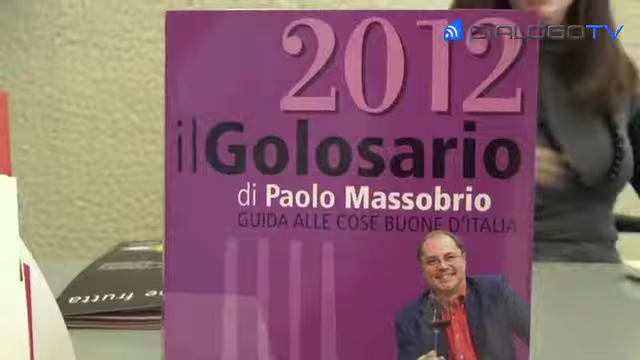 DIALOGOTV
2012
ilGolosario
di Paolo Massobrio
GUIDA ALLE COSE BUONE D'ITALIA
e frutta